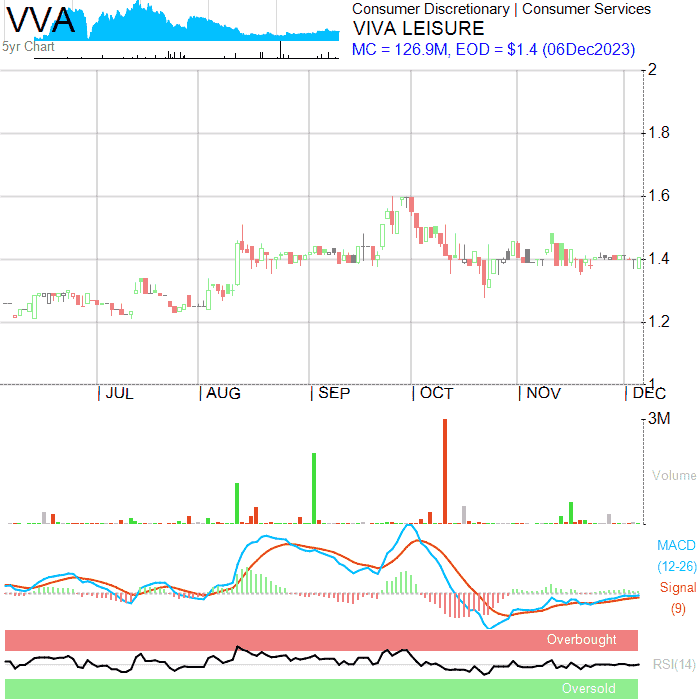 VVA
5yr Chart
Consumer Discretionary | Consumer Services
VIVA LEISURE
MC = 126.9M, EOD = $1.4 (06Dec2023)
2
1.8
1.6
1.4
1.2
1
JUL
AUG
SEP
OCT
NOV
DEC
3M
Volume
MACD
(12-26)
Signal
(9)
Overbought
RSI(14)
Oversold